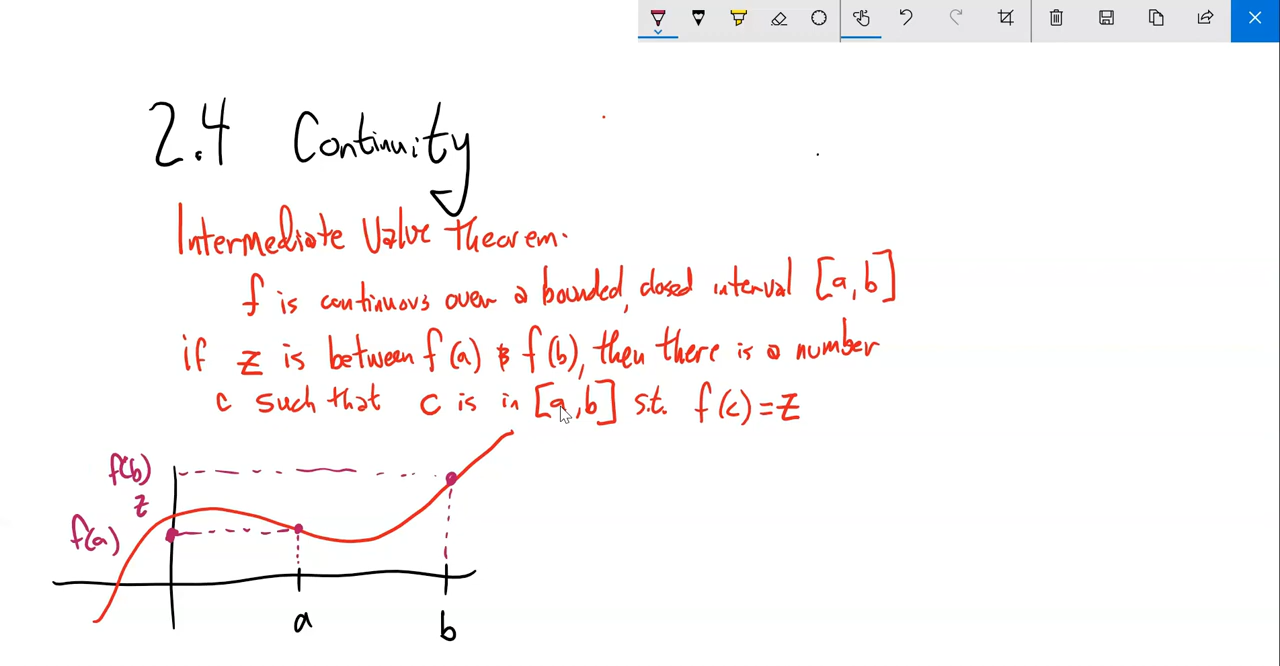 2.4 Continuity
Intermediate Value Theorem.
f is continuous over a bounded, closed interval [a,b]
if z is between f(a) & f(b), then there is a number
c such that c is in [a,b] s.t. f(c)=z
f(b)
z
f(a)
a
b